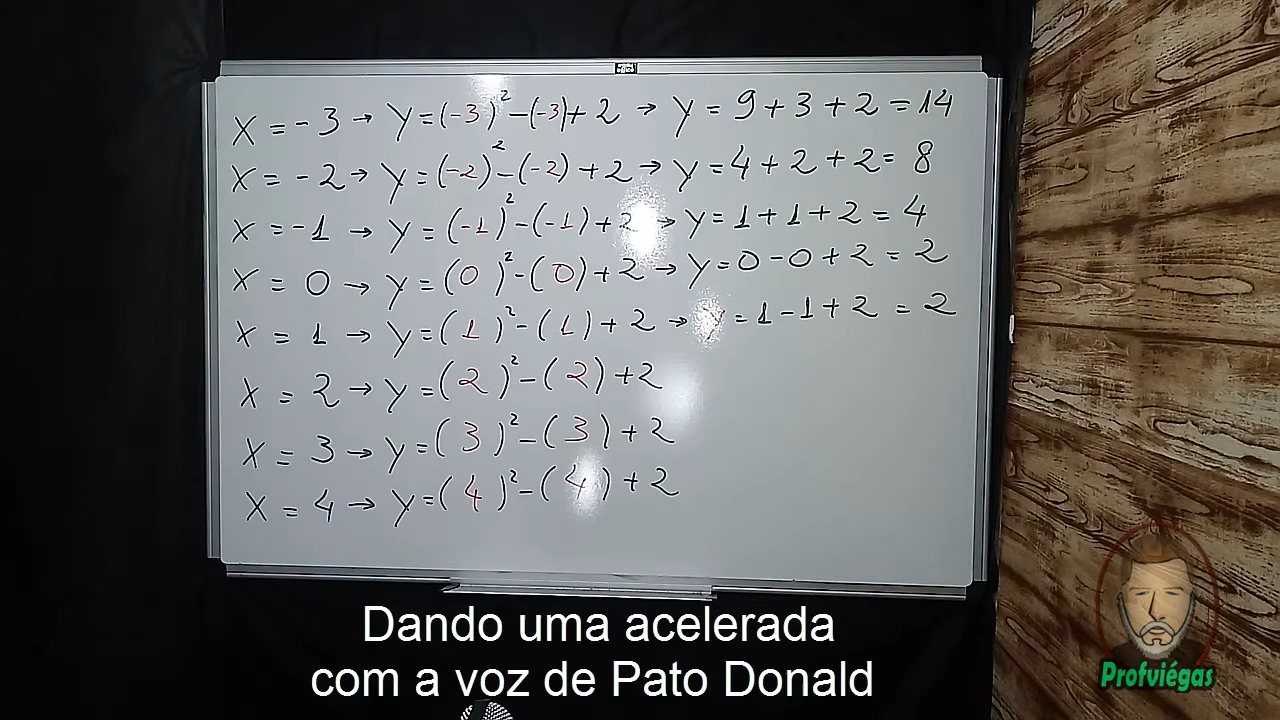 X = -3 → y = (-3)² - (-3) + 2 → y = 9 + 3 + 2 = 14
X = -2 → y = (-2)² - (-2) + 2 → y = 4 + 2 + 2 = 8
X = -1 → y = (-1)² - (-1) + 2 → y = 1 + 1 + 2 = 4
X = 0 → y = (0)² - (0) + 2 → y = 0 - 0 + 2 = 2
X = 1 → y = (1)² - (1) + 2 → y = 1 - 1 + 2 = 2
X = 2 → y = (2)² - (2) + 2
X = 3 → y = (3)² - (3) + 2
X = 4 → y = (4)² - (4) + 2
Dando uma acelerada
com a voz de Pato Donald
Profviégas